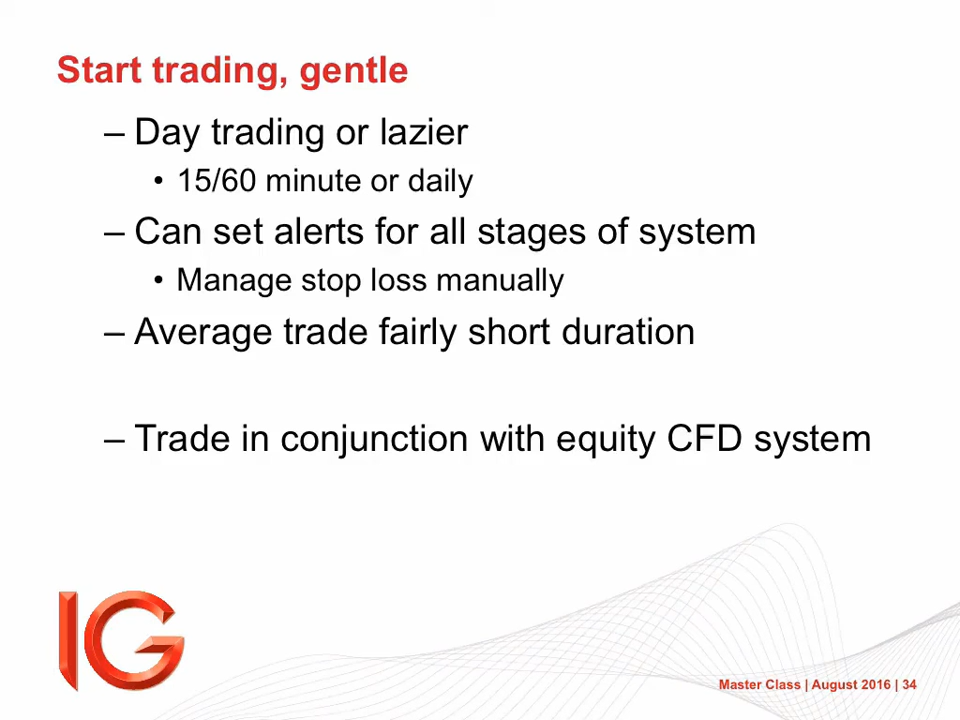 Start trading, gentle
– Day trading or lazier
• 15/60 minute or daily
– Can set alerts for all stages of system
• Manage stop loss manually
– Average trade fairly short duration
– Trade in conjunction with equity CFD system
IG
Master Class | August 2016 | 34